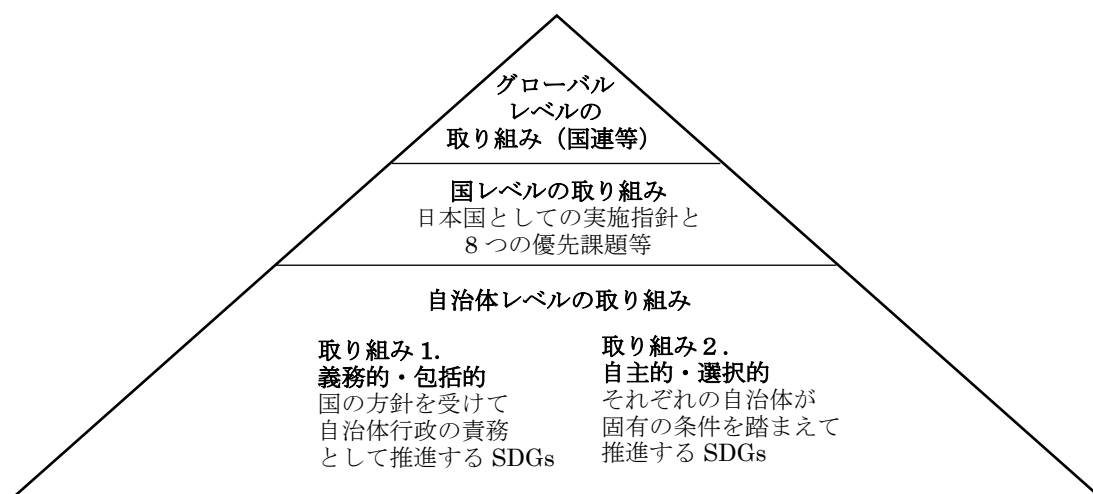 グローバル
レベルの
取り組み（国連等）
国レベルの取り組み
日本国としての実施指針と
8 つの優先課題等
自治体レベルの取り組み
取り組み 1.
義務的・包括的
国の方針を受けて
自治体行政の責務
として推進する SDGs
取り組み２．
自主的・選択的
それぞれの自治体が
固有の条件を踏まえて
推進する SDGs